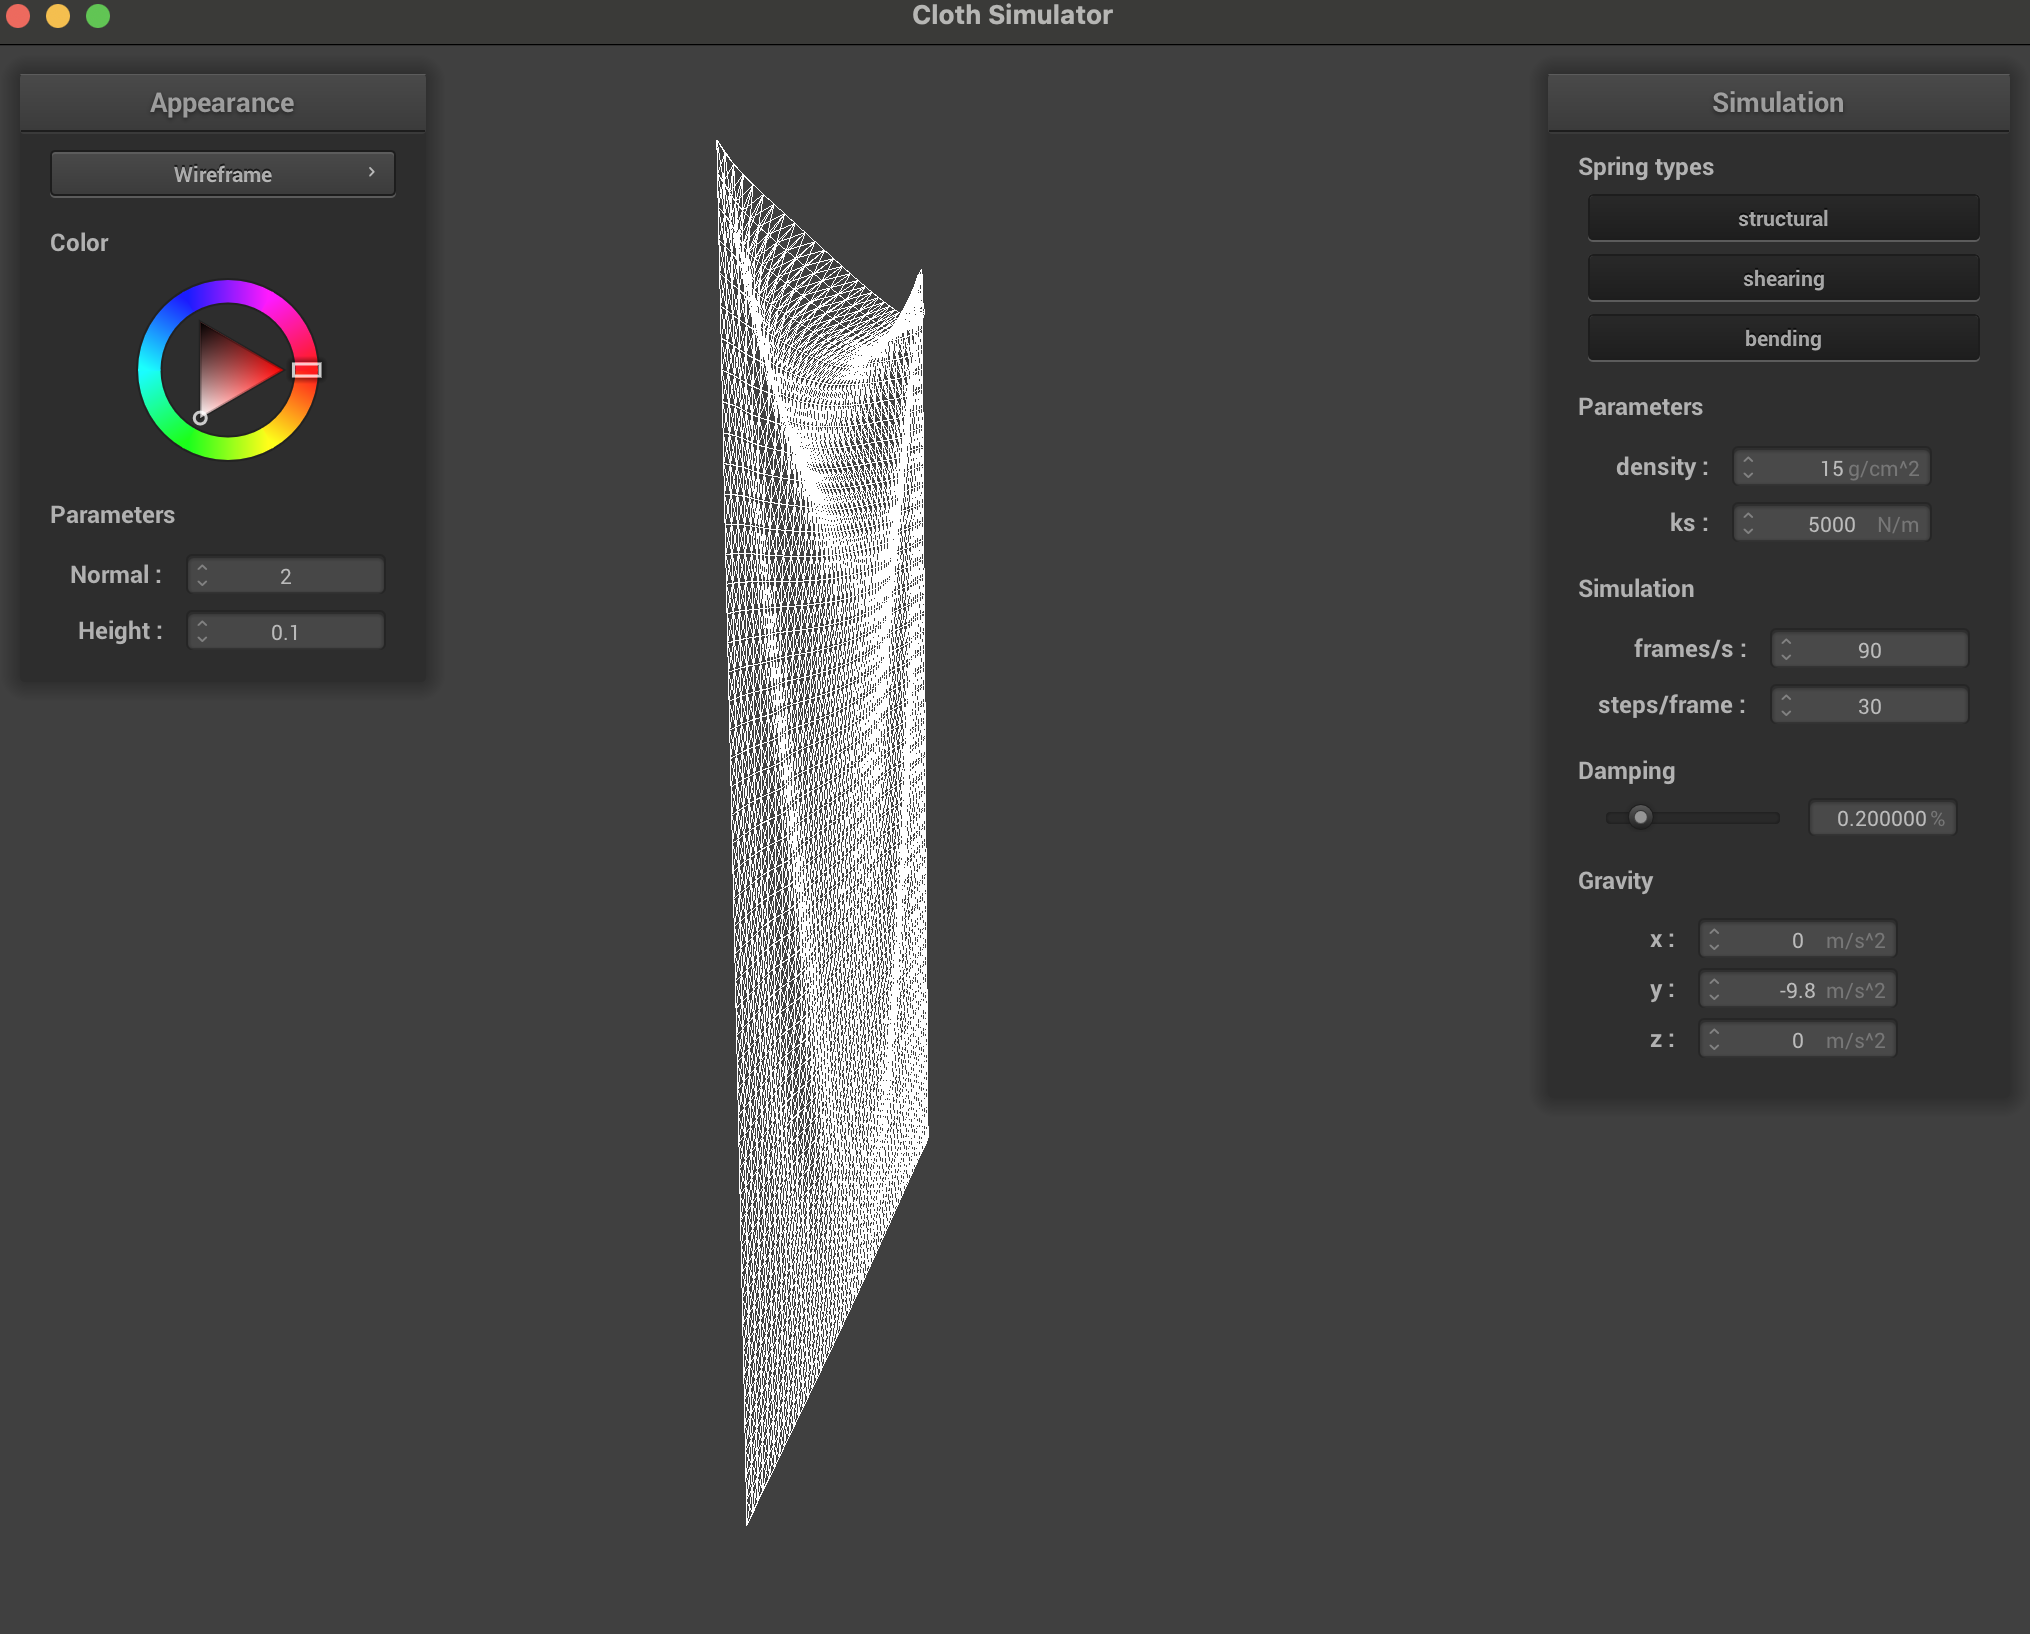 Cloth Simulator
Appearance
Wireframe ›
Color
Parameters
Normal : 2
Height : 0.1
Simulation
Spring types
structural
shearing
bending
Parameters
density : 15 g/cm^2
ks : 5000 N/m
Simulation
frames/s : 90
steps/frame : 30
Damping
0.200000 %
Gravity
x : 0 m/s^2
y : -9.8 m/s^2
z : 0 m/s^2